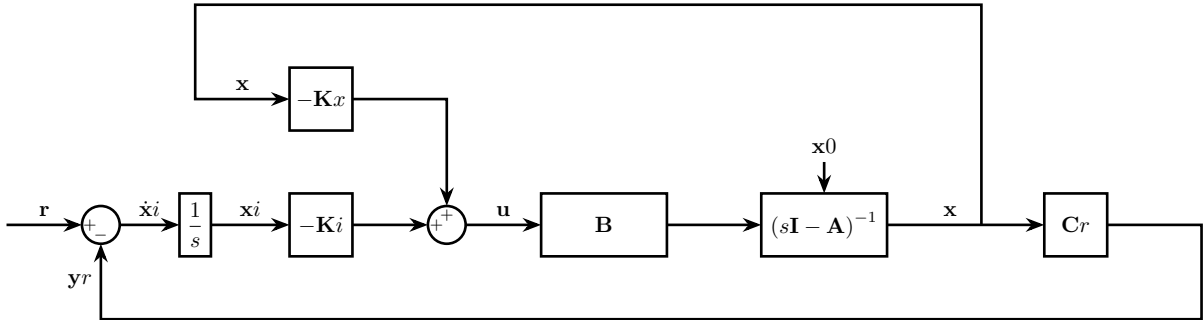 x
−Kx
x0
r
+
−
ẋi
1
s
xi
−Ki
+
+
u
B
(sI − A)⁻¹
x
Cr
yr